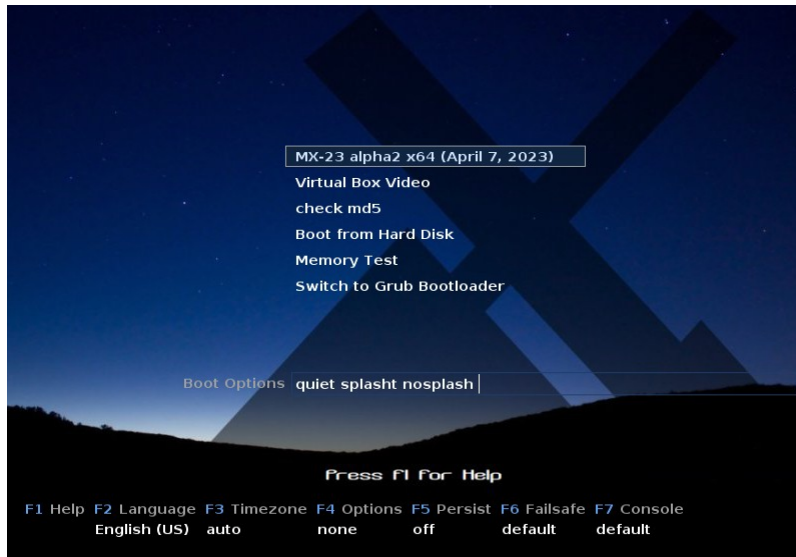 MX-23 alpha2 x64 (April 7, 2023)
Virtual Box Video
check md5
Boot from Hard Disk
Memory Test
Switch to Grub Bootloader
Boot Options quiet splasht nosplash
Press F1 for Help
F1 Help F2 Language F3 Timezone F4 Options F5 Persist F6 Failsafe F7 Console
English (US) auto none off default default